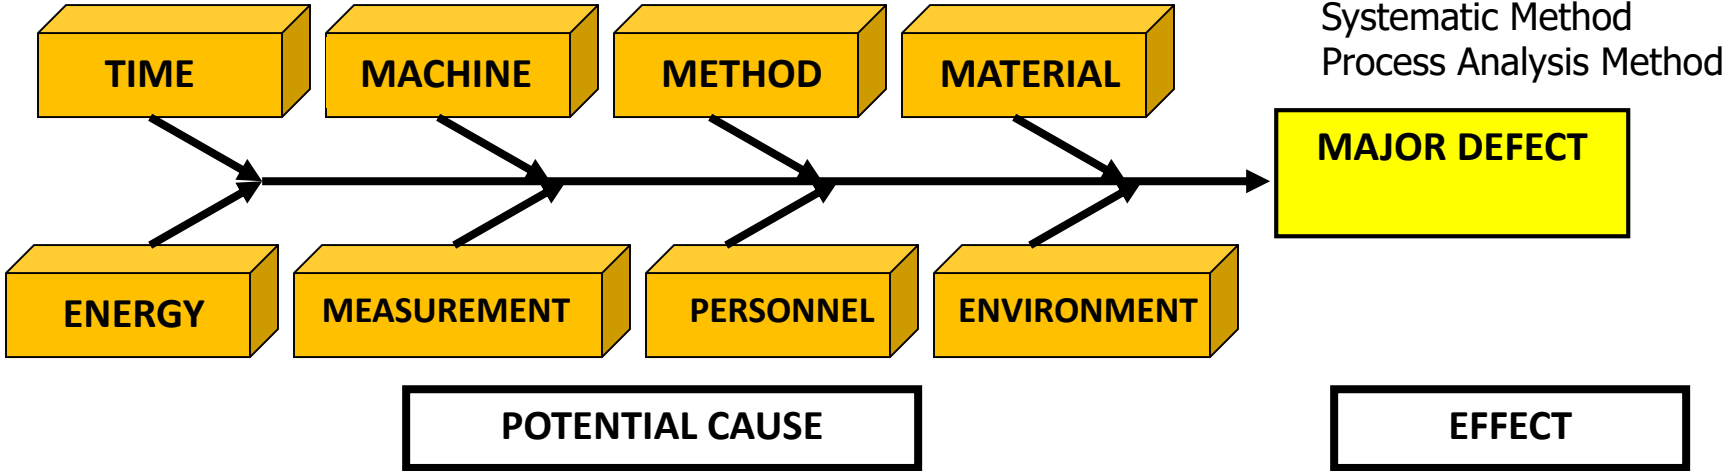 Systematic Method
Process Analysis Method
TIME
MACHINE
METHOD
MATERIAL
MAJOR DEFECT
ENERGY
MEASUREMENT
PERSONNEL
ENVIRONMENT
POTENTIAL CAUSE
EFFECT